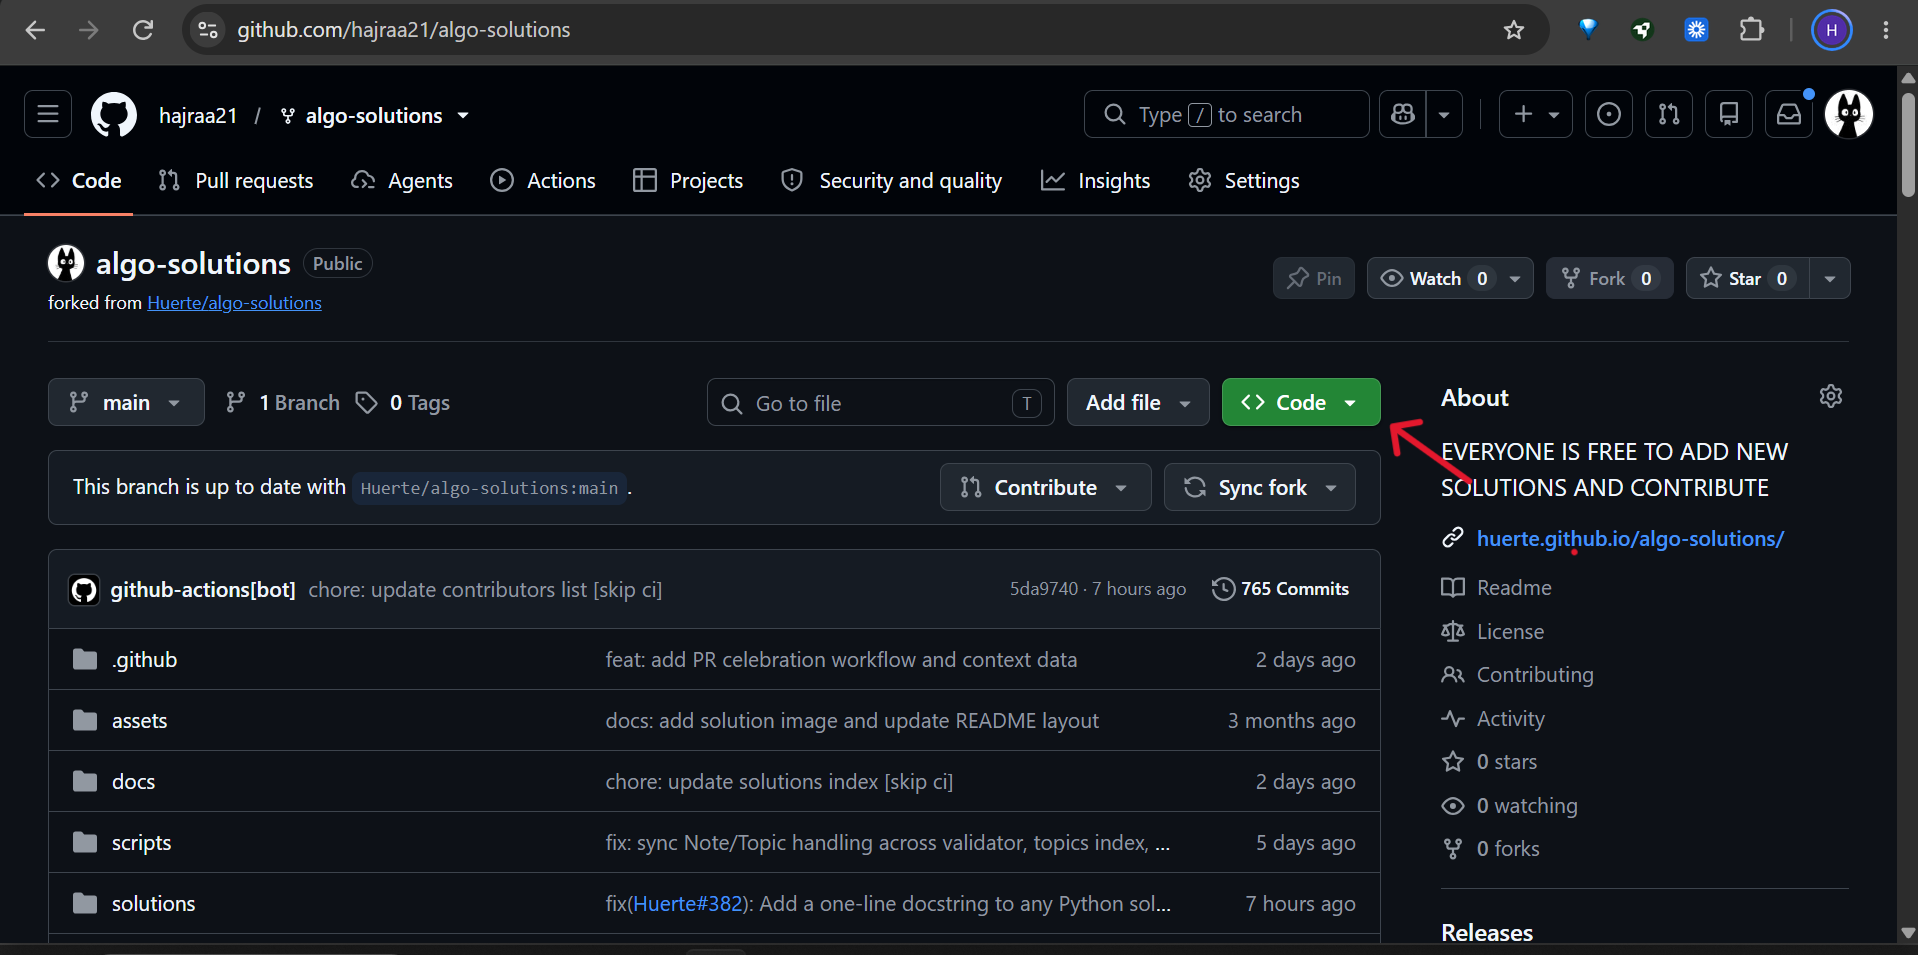 github.com/hajraa21/algo-solutions
H
hajraa21 / algo-solutions
Type / to search
Code Pull requests Agents Actions Projects Security and quality Insights Settings
algo-solutions Public
forked from Huerte/algo-solutions
Pin Watch 0 Fork 0 Star 0
main 1 Branch 0 Tags Go to file T Add file Code
This branch is up to date with Huerte/algo-solutions:main .
Contribute Sync fork
github-actions[bot] chore: update contributors list [skip ci] 5da9740 · 7 hours ago 765 Commits
.github feat: add PR celebration workflow and context data 2 days ago
assets docs: add solution image and update README layout 3 months ago
docs chore: update solutions index [skip ci] 2 days ago
scripts fix: sync Note/Topic handling across validator, topics index, ... 5 days ago
solutions fix(Huerte#382): Add a one-line docstring to any Python sol... 7 hours ago
About
EVERYONE IS FREE TO ADD NEW
SOLUTIONS AND CONTRIBUTE
huerte.github.io/algo-solutions/
Readme
License
Contributing
Activity
0 stars
0 watching
0 forks
Releases